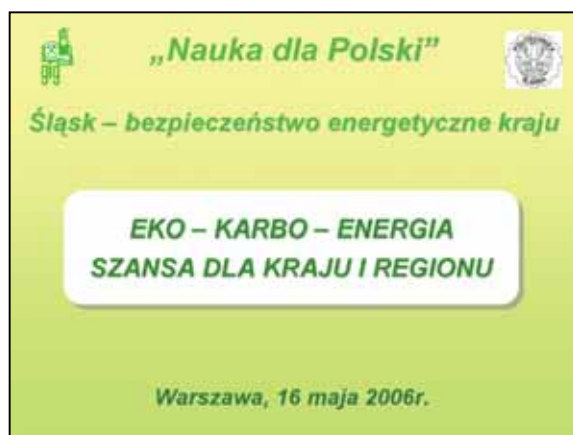 „Nauka dla Polski”
Śląsk – bezpieczeństwo energetyczne kraju
EKO – KARBO – ENERGIA
SZANSA DLA KRAJU I REGIONU
Warszawa, 16 maja 2006r.